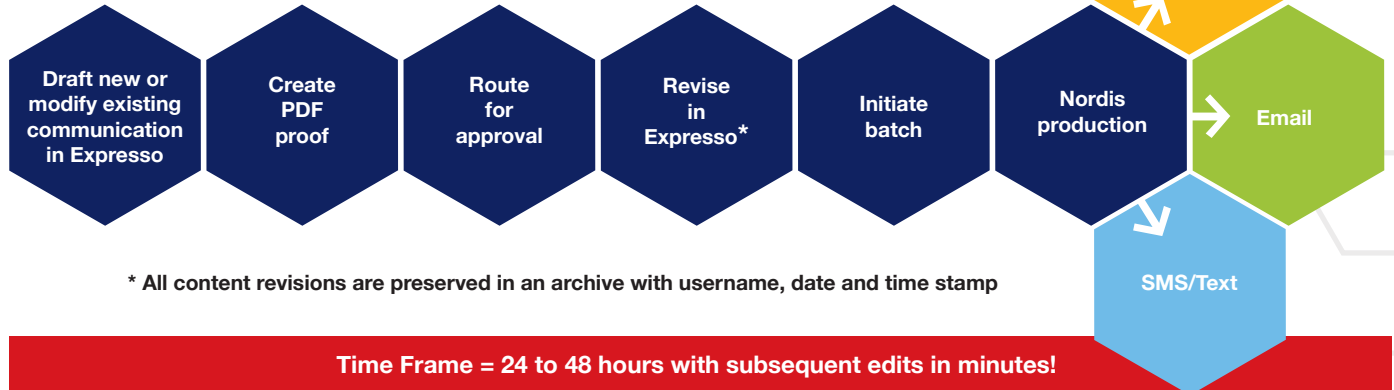 Draft new or
modify existing
communication
in Expresso
Create
PDF
proof
Route
for
approval
Revise
in
Expresso*
Initiate
batch
Nordis
production
Email
SMS/Text
* All content revisions are preserved in an archive with username, date and time stamp
Time Frame = 24 to 48 hours with subsequent edits in minutes!